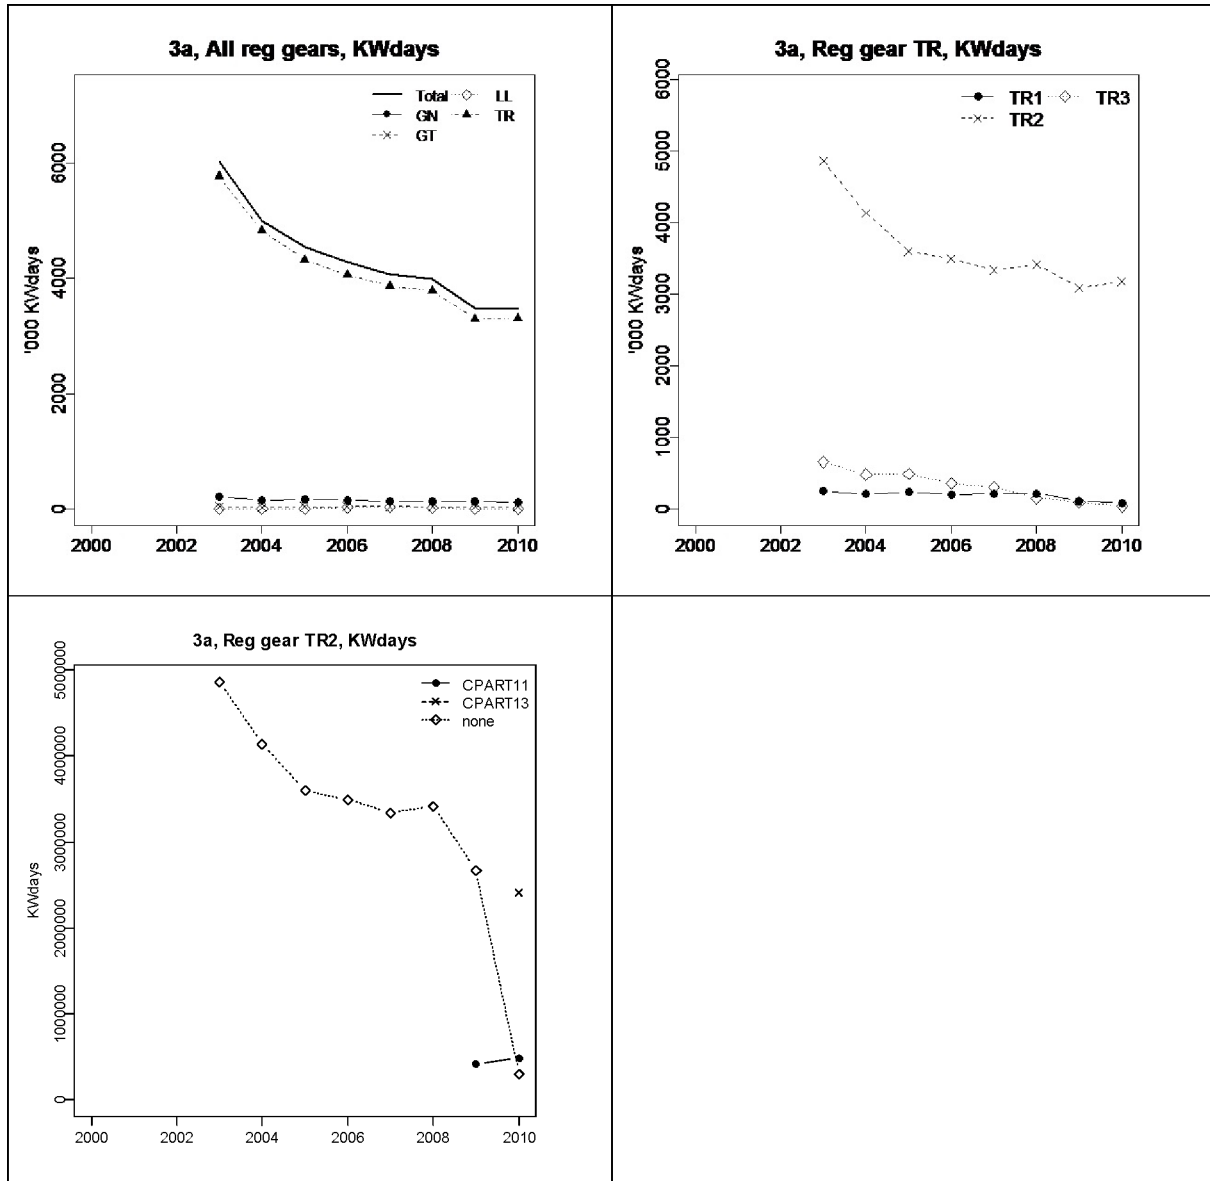 3a, All reg gears, KWdays
Total LL
GN TR
GT
'000 KWdays
6000
4000
2000
0
2000 2002 2004 2006 2008 2010
3a, Reg gear TR, KWdays
TR1 TR3
TR2
'000 KWdays
6000
5000
4000
3000
2000
1000
0
2000 2002 2004 2006 2008 2010
3a, Reg gear TR2, KWdays
CPART11
CPART13
none
KWdays
5000000
4000000
3000000
2000000
1000000
0
2000 2002 2004 2006 2008 2010